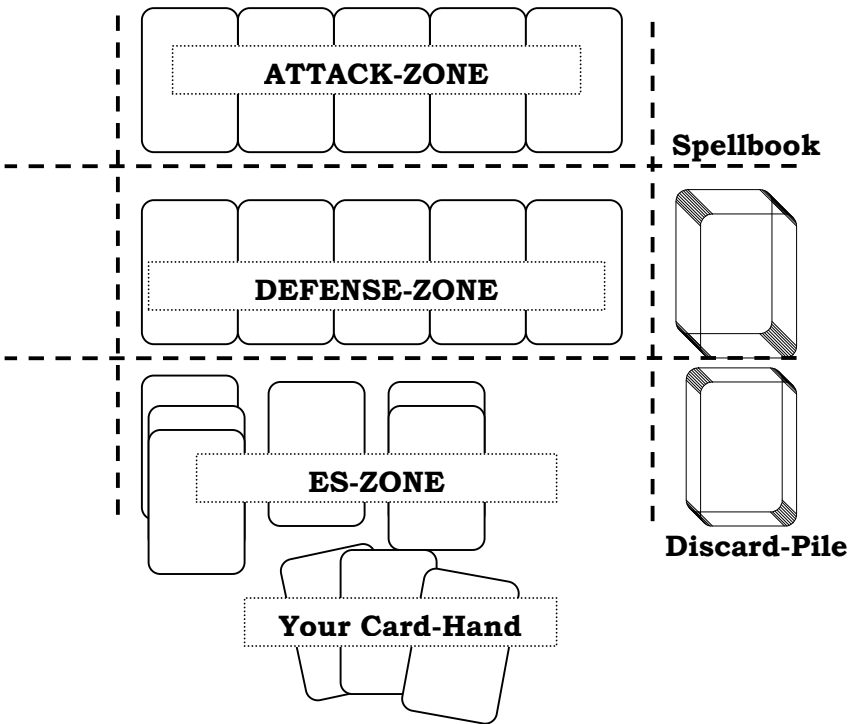 ATTACK-ZONE
Spellbook
DEFENSE-ZONE
ES-ZONE
Discard-Pile
Your Card-Hand